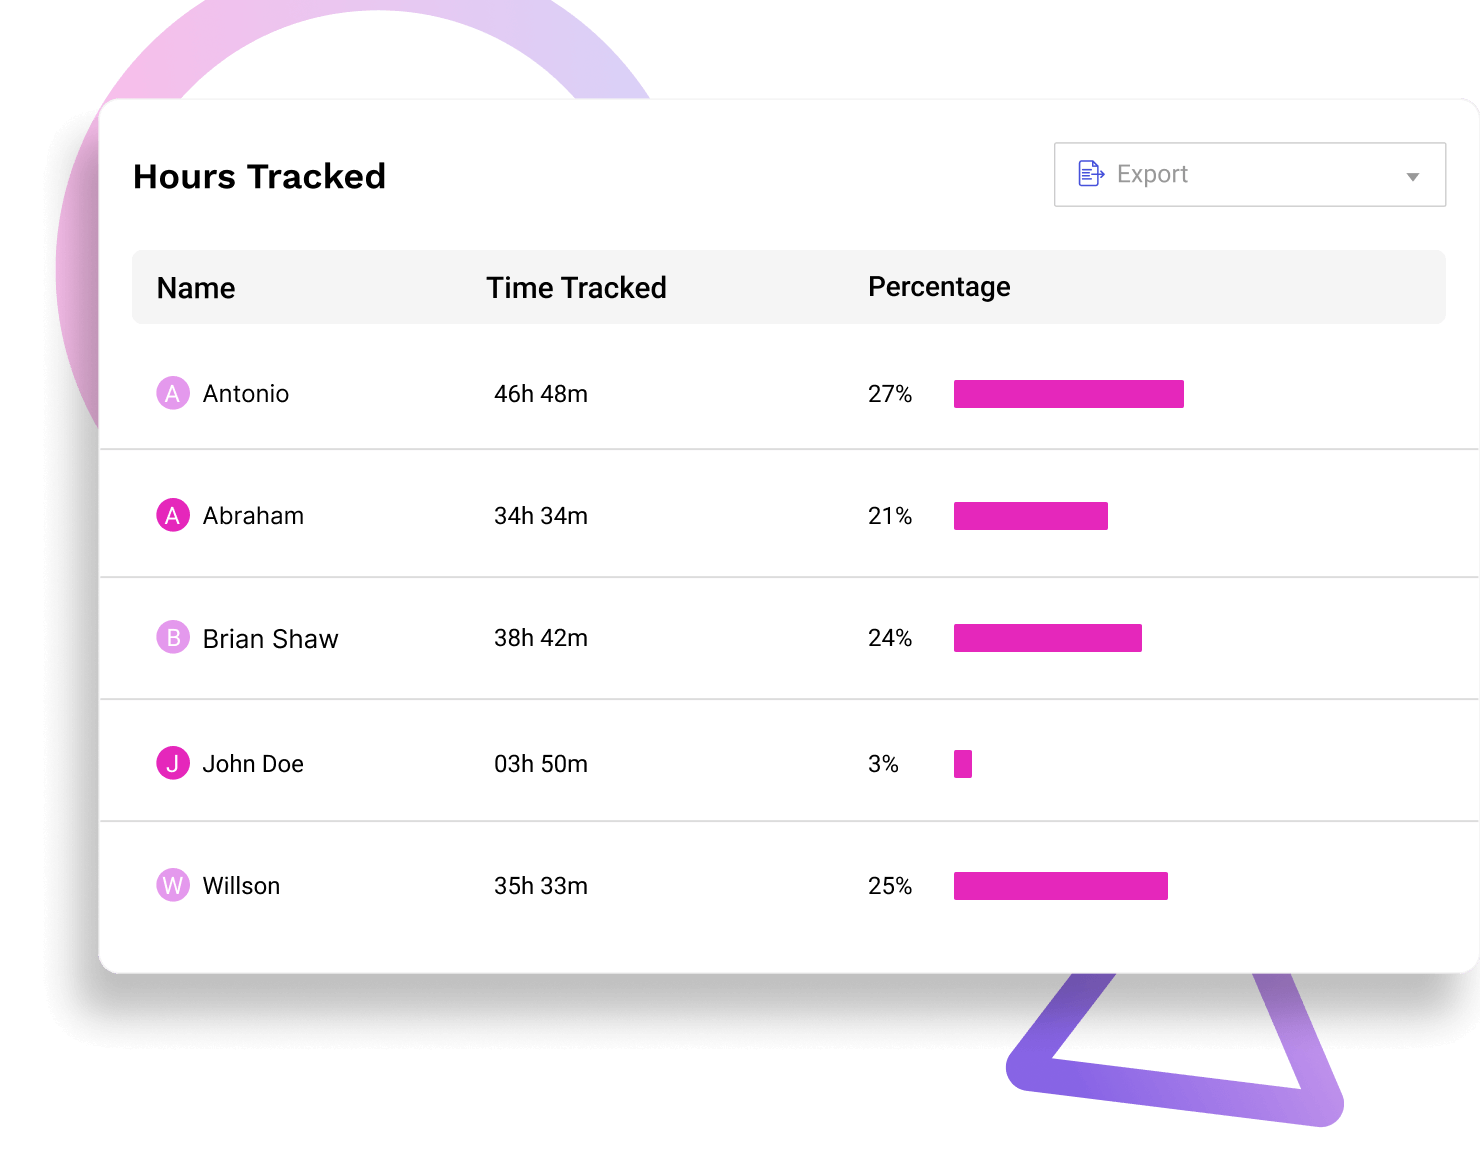 Hours Tracked
Export
Name Time Tracked Percentage
A Antonio 46h 48m 27%
A Abraham 34h 34m 21%
B Brian Shaw 38h 42m 24%
J John Doe 03h 50m 3%
W Willson 35h 33m 25%